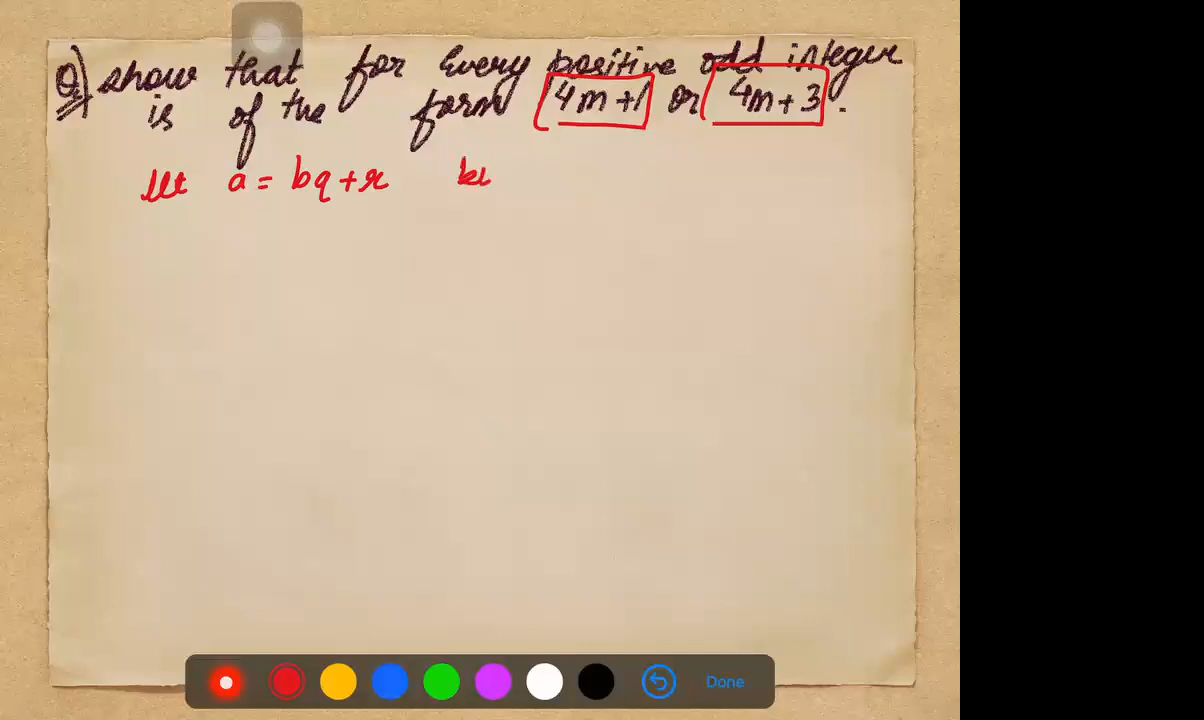 Q) show that for Every positive odd integer
is of the form 4m+1 or 4m+3.
let a = bq+r
Done